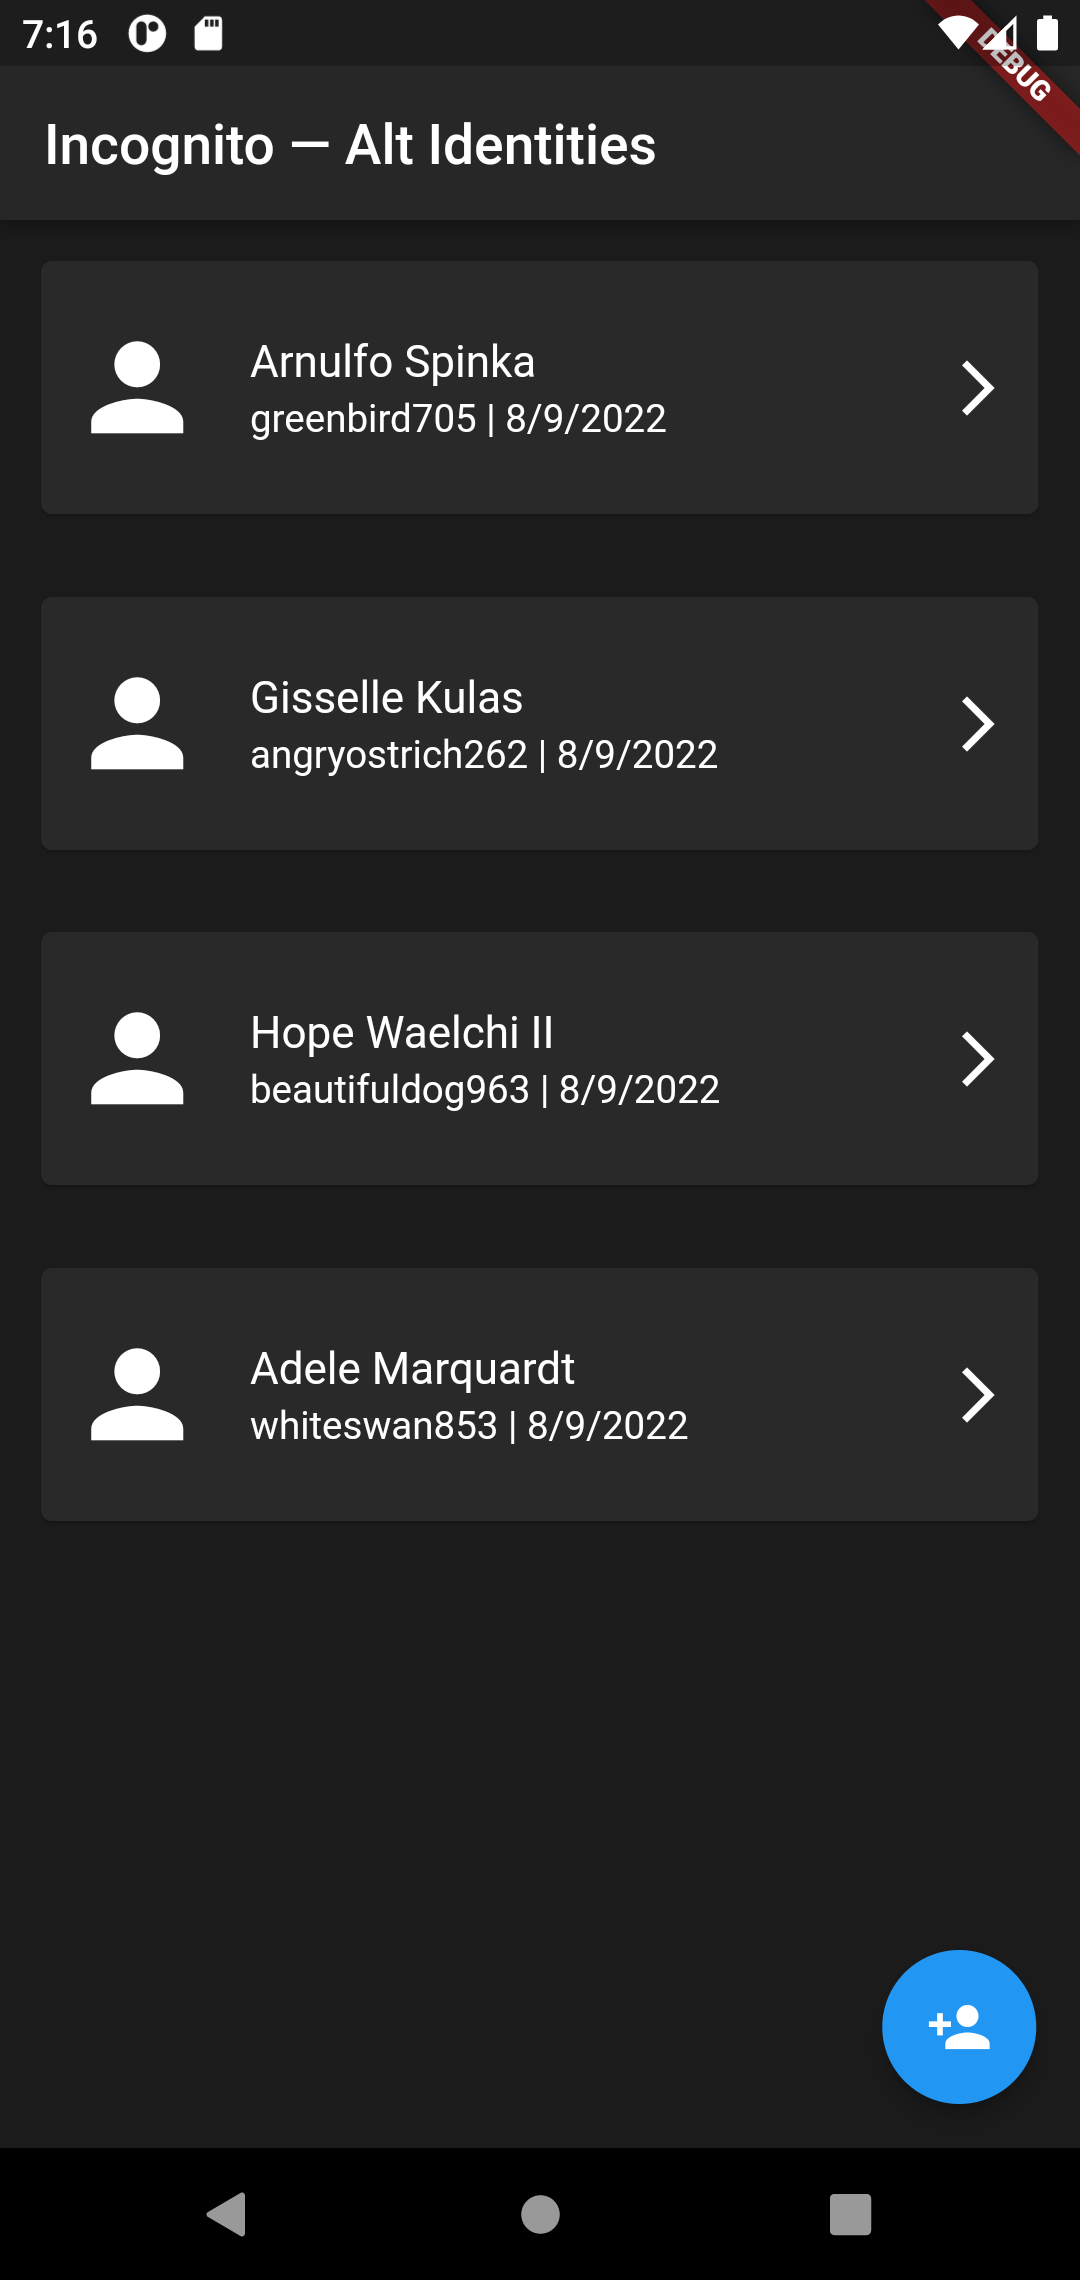 7:16
DEBUG
Incognito — Alt Identities
Arnulfo Spinka
greenbird705 | 8/9/2022
Gisselle Kulas
angryostrich262 | 8/9/2022
Hope Waelchi II
beautifuldog963 | 8/9/2022
Adele Marquardt
whiteswan853 | 8/9/2022